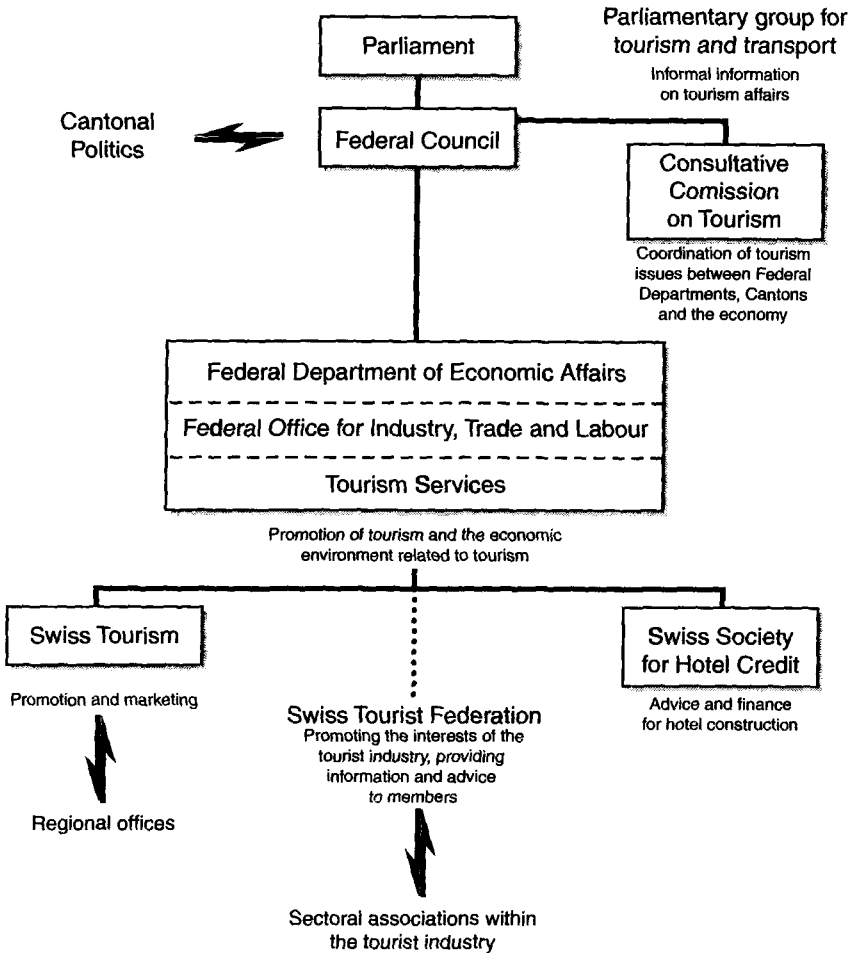 Parliament
Parliamentary group for
tourism and transport
Informal information
on tourism affairs
Cantonal
Politics
Federal Council
Consultative
Comission
on Tourism
Coordination of tourism
issues between Federal
Departments, Cantons
and the economy
Federal Department of Economic Affairs
Federal Office for Industry, Trade and Labour
Tourism Services
Promotion of tourism and the economic
environment related to tourism
Swiss Tourism
Promotion and marketing
Regional offices
Swiss Tourist Federation
Promoting the interests of the
tourist industry, providing
information and advice
to members
Sectoral associations within
the tourist industry
Swiss Society
for Hotel Credit
Advice and finance
for hotel construction